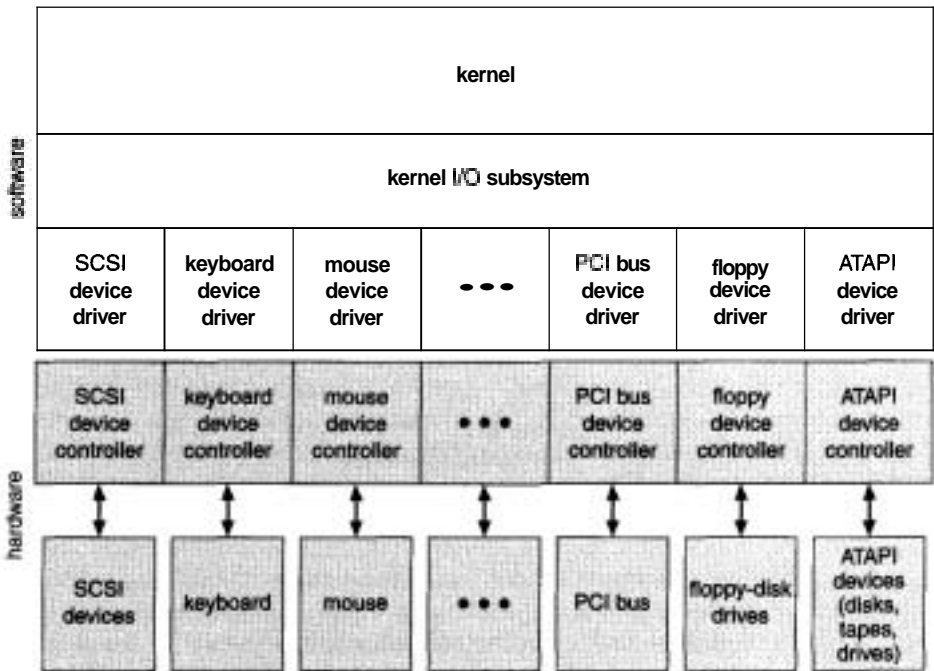 kernel
kernel I/O subsystem
software
SCSI
device
driver
keyboard
device
driver
mouse
device
driver
PCI bus
device
driver
floppy
device
driver
ATAPI
device
driver
SCSI
device
controller
keyboard
device
controller
mouse
device
controller
PCI bus
device
controller
floppy
device
controller
ATAPI
device
controller
hardware
SCSI
devices
keyboard
mouse
PCI bus
floppy-disk
drives
ATAPI
devices
(disks,
tapes,
drives)